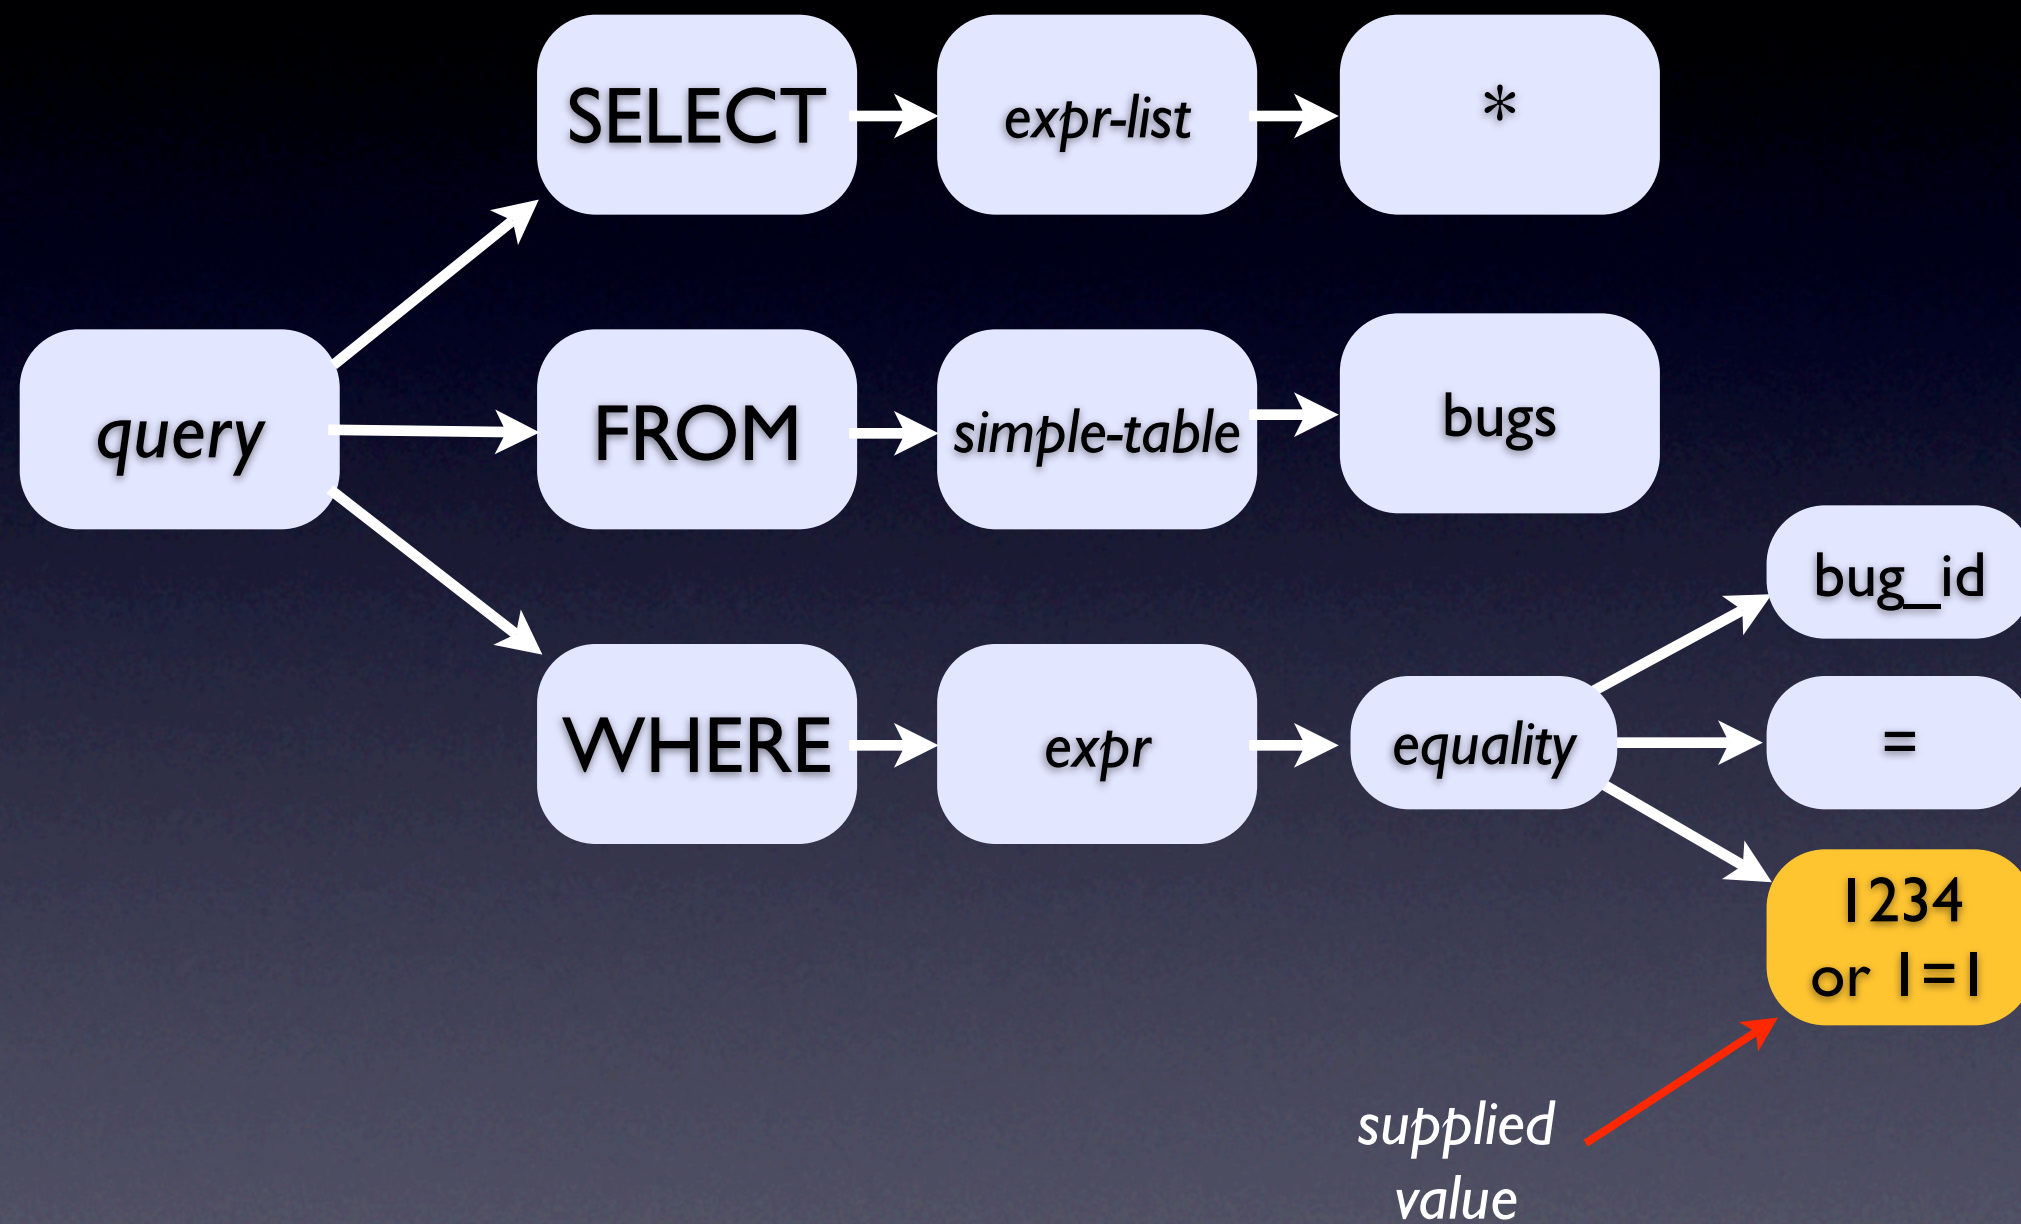 SELECT
expr-list
*
query
FROM
simple-table
bugs
bug_id
WHERE
expr
equality
=
1234
or 1=1
supplied
value